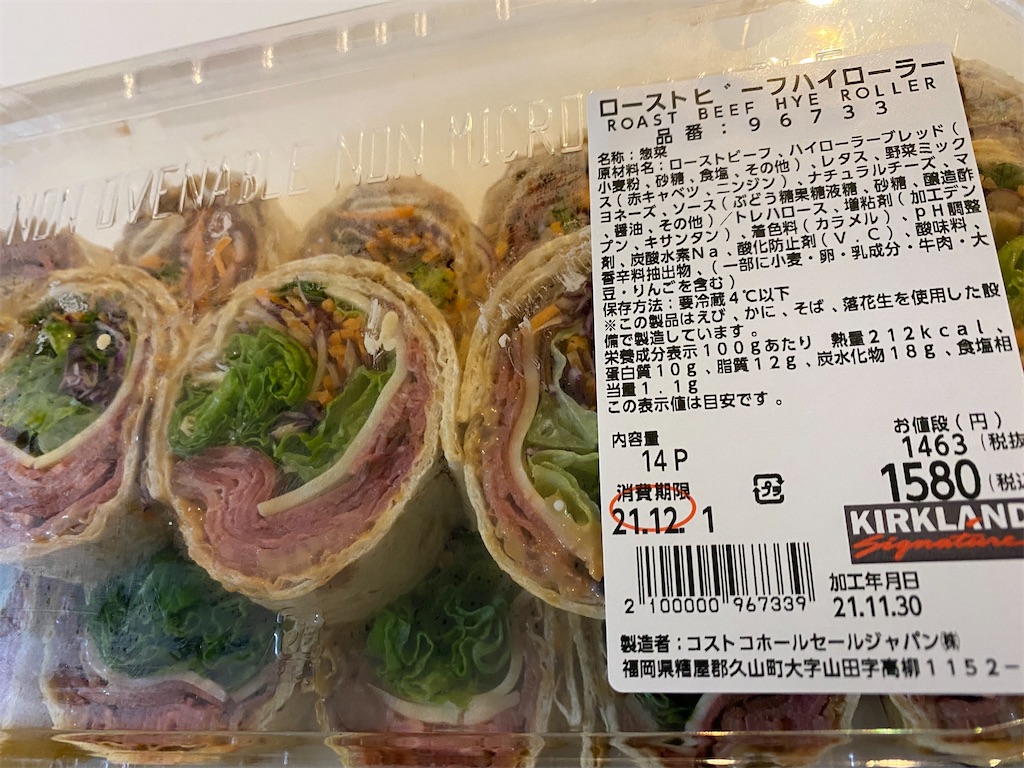 NON OVENABLE NON MICRO
ローストビーフハイローラー
ROAST BEEF HYE ROLLER
品番：96733
名称：惣菜
原材料名：ローストビーフ、ハイローラーブレッド（
小麦粉、砂糖、食塩、その他）、レタス、野菜ミック
ス（赤キャベツ、ニンジン）、ナチュラルチーズ、マ
ヨネーズ、ソース（ぶどう糖果糖液糖、砂糖、醸造酢
、醤油、その他）／トレハロース、増粘剤（加工デン
プン、キサンタン）、着色料（カラメル）、ｐＨ調整
剤、炭酸水素Ｎａ、酸化防止剤（Ｖ．Ｃ）、酸味料、
香辛料抽出物、（一部に小麦・卵・乳成分・牛肉・大
豆・りんごを含む）
保存方法：要冷蔵４℃以下
※この製品はえび、かに、そば、落花生を使用した設
備で製造しています。
栄養成分表示１００ｇあたり 熱量２１２ｋｃａｌ、
蛋白質１０ｇ、脂質１２ｇ、炭水化物１８ｇ、食塩相
当量１．１ｇ
この表示値は目安です。
内容量
14P
お値段（円）
1463（税抜
1580（税込
消費期限
21.12. 1
プラ
KIRKLAND
Signature
2 100000 967339
加工年月日
21.11.30
製造者：コストコホールセールジャパン㈱
福岡県糟屋郡久山町大字山田字高柳１１５２－